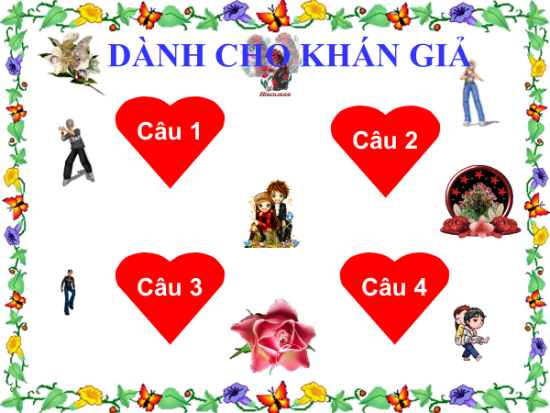 DÀNH CHO KHÁN GIẢ
Câu 1
Câu 2
Câu 3
Câu 4